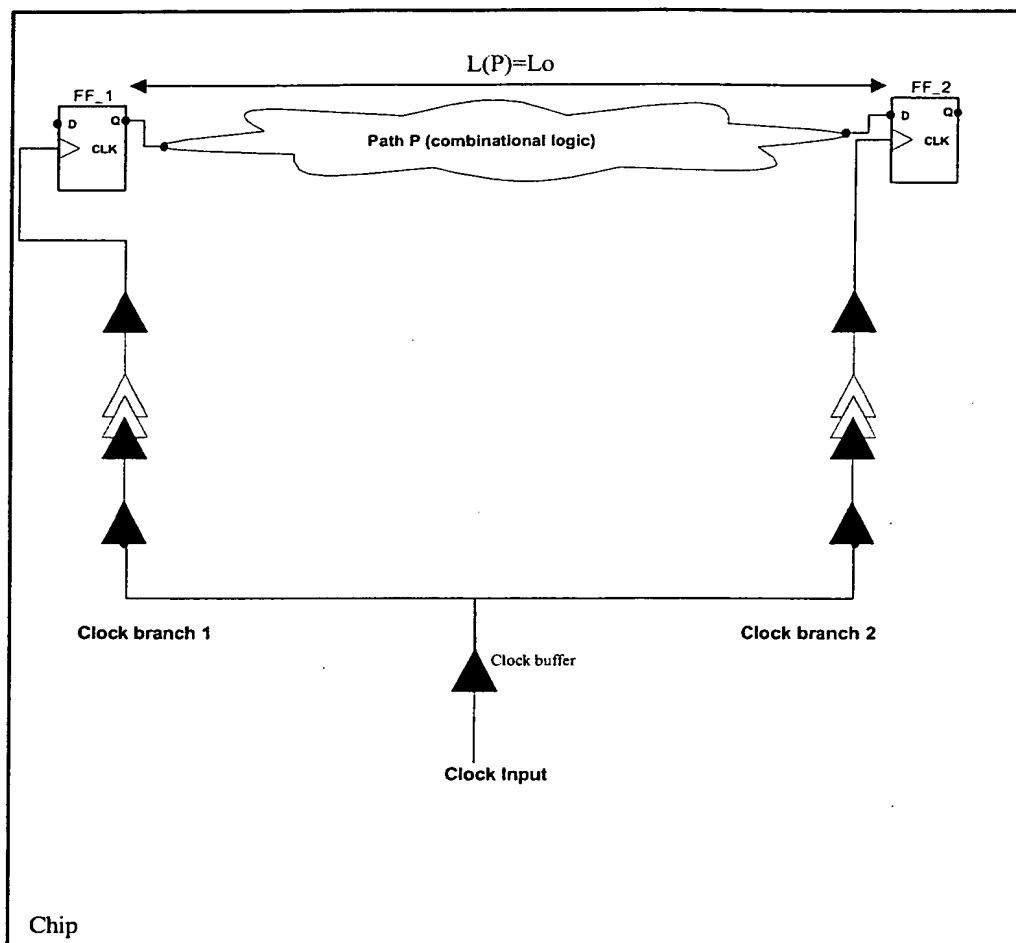 L(P)=Lo
FF_1
FF_2
D
Q
CLK
Path P (combinational logic)
D
Q
CLK
Clock branch 1
Clock branch 2
Clock buffer
Clock Input
Chip